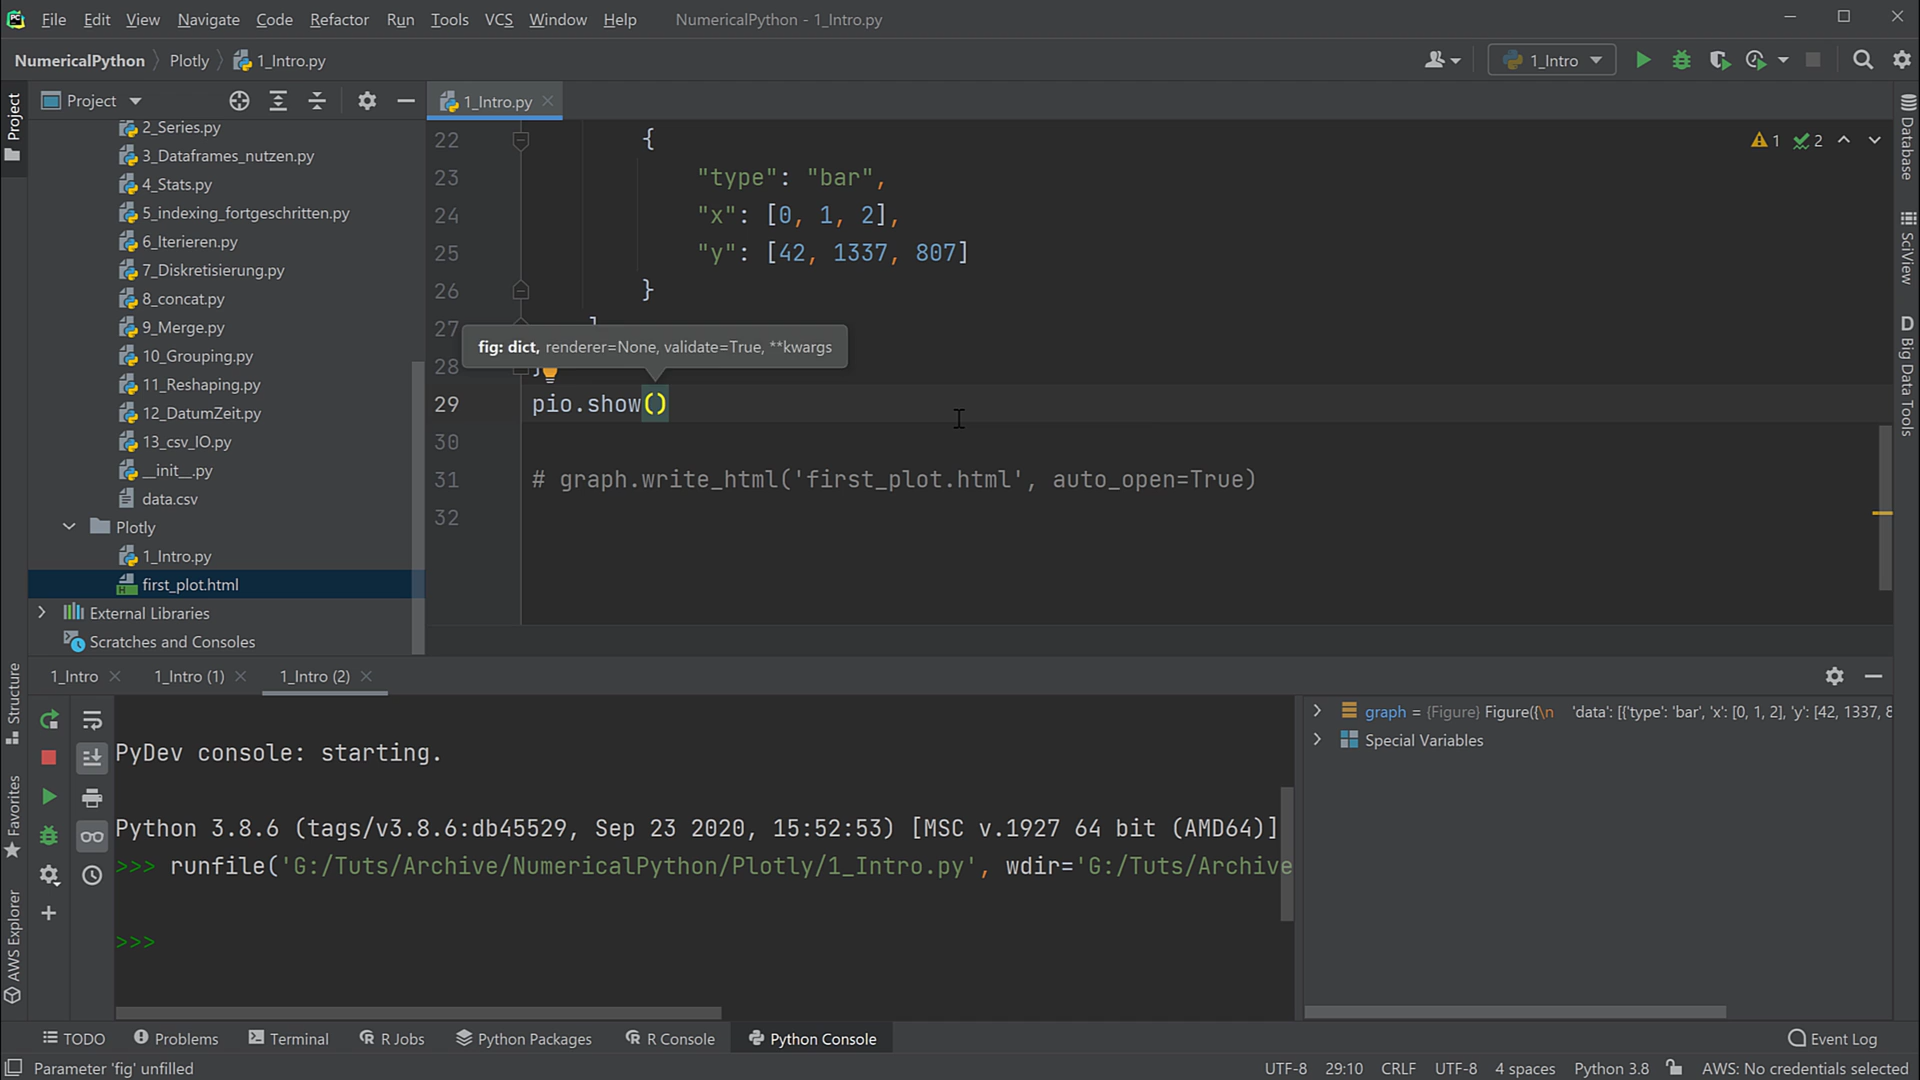 File Edit View Navigate Code Refactor Run Tools VCS Window Help NumericalPython - 1_Intro.py
NumericalPython Plotly 1_Intro.py 1_Intro
Project 1_Intro.py
2_Series.py
3_Dataframes_nutzen.py
4_Stats.py
5_indexing_fortgeschritten.py
6_Iterieren.py
7_Diskretisierung.py
8_concat.py
9_Merge.py
10_Grouping.py
11_Reshaping.py
12_DatumZeit.py
13_csv_IO.py
__init__.py
data.csv
Plotly
1_Intro.py
first_plot.html
External Libraries
Scratches and Consoles
22 {
23 "type": "bar",
24 "x": [0, 1, 2],
25 "y": [42, 1337, 807]
26 }
27 ]
fig: dict, renderer=None, validate=True, **kwargs
28 }
29 pio.show()
30
31 # graph.write_html('first_plot.html', auto_open=True)
32
1 2
Project
Structure
Favorites
AWS Explorer
Database
SciView
D Big Data Tools
1_Intro 1_Intro (1) 1_Intro (2)
PyDev console: starting.
Python 3.8.6 (tags/v3.8.6:db45529, Sep 23 2020, 15:52:53) [MSC v.1927 64 bit (AMD64)]
>>> runfile('G:/Tuts/Archive/NumericalPython/Plotly/1_Intro.py', wdir='G:/Tuts/Archive
>>>
graph = {Figure} Figure({\n 'data': [{'type': 'bar', 'x': [0, 1, 2], 'y': [42, 1337, 8
Special Variables
TODO Problems Terminal R Jobs Python Packages R Console Python Console Event Log
Parameter 'fig' unfilled UTF-8 29:10 CRLF UTF-8 4 spaces Python 3.8 AWS: No credentials selected